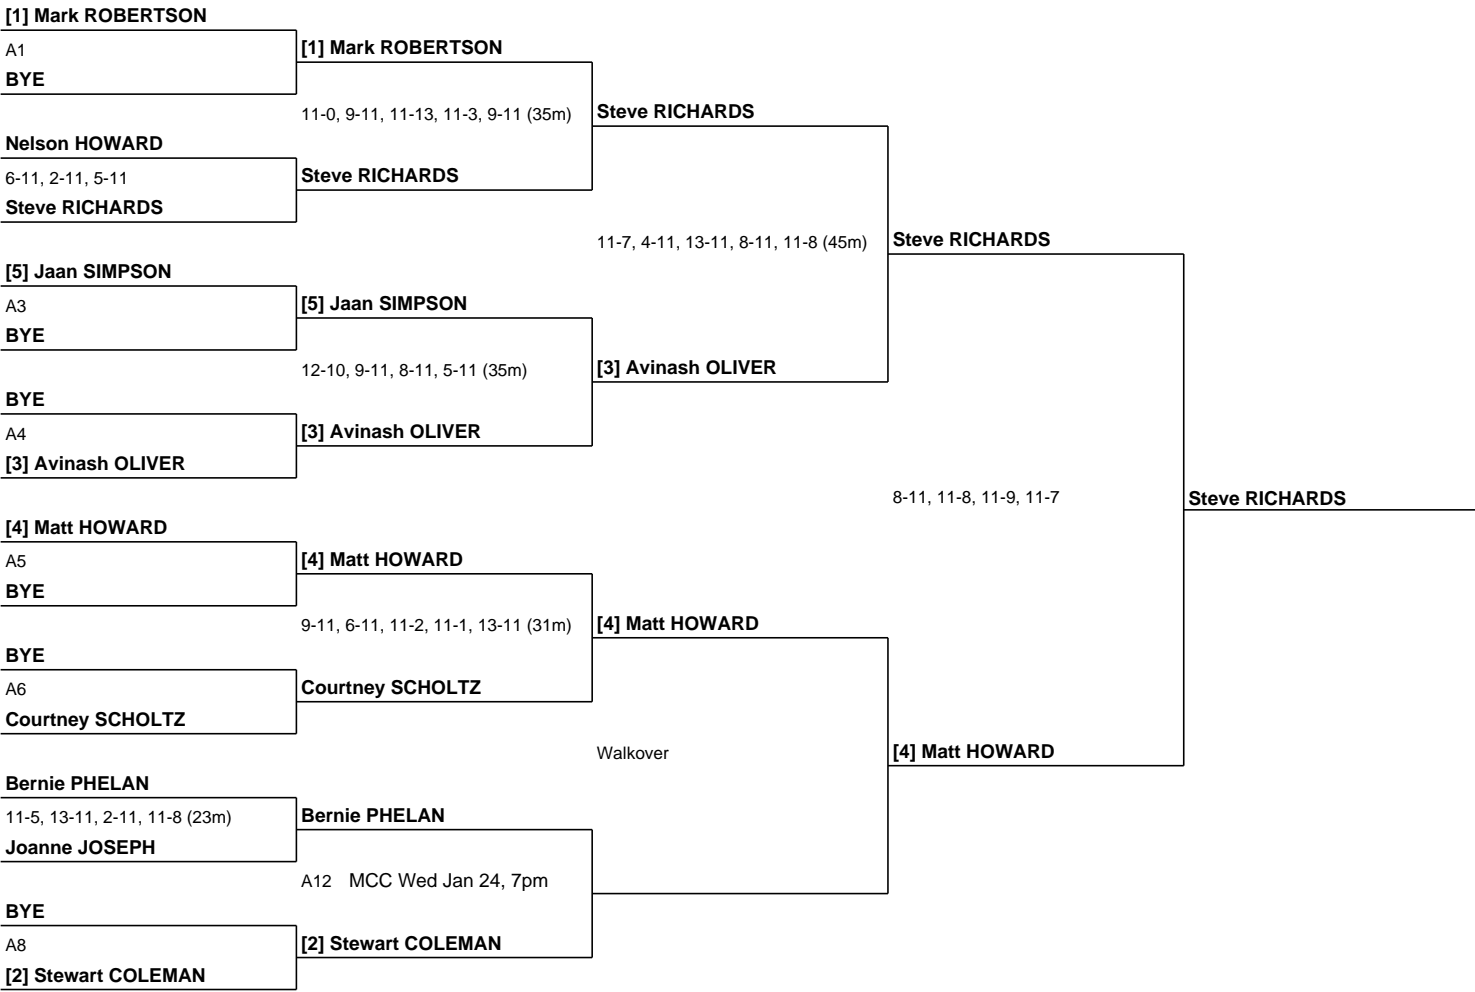 [1] Mark ROBERTSON
A1
BYE
Nelson HOWARD
6-11, 2-11, 5-11
Steve RICHARDS
[5] Jaan SIMPSON
A3
BYE
BYE
A4
[3] Avinash OLIVER
[4] Matt HOWARD
A5
BYE
BYE
A6
Courtney SCHOLTZ
Bernie PHELAN
11-5, 13-11, 2-11, 11-8 (23m)
Joanne JOSEPH
BYE
A8
[2] Stewart COLEMAN
[1] Mark ROBERTSON
11-0, 9-11, 11-13, 11-3, 9-11 (35m)
Steve RICHARDS
[5] Jaan SIMPSON
12-10, 9-11, 8-11, 5-11 (35m)
[3] Avinash OLIVER
[4] Matt HOWARD
9-11, 6-11, 11-2, 11-1, 13-11 (31m)
Courtney SCHOLTZ
Bernie PHELAN
A12 MCC Wed Jan 24, 7pm
[2] Stewart COLEMAN
Steve RICHARDS
11-7, 4-11, 13-11, 8-11, 11-8 (45m)
[3] Avinash OLIVER
[4] Matt HOWARD
Walkover
Steve RICHARDS
8-11, 11-8, 11-9, 11-7
[4] Matt HOWARD
Steve RICHARDS